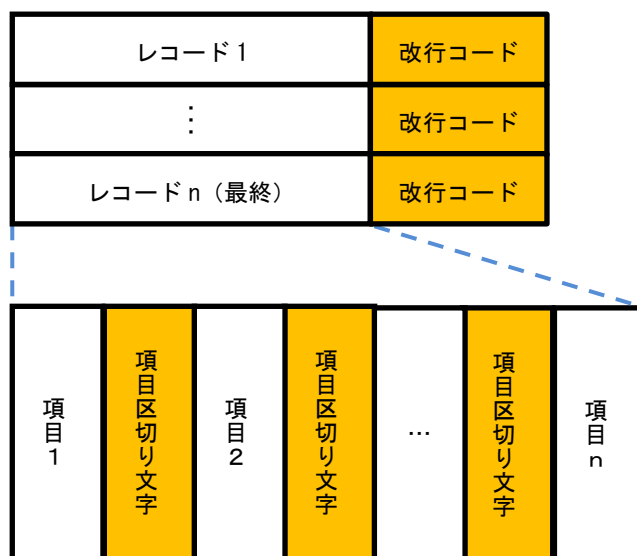 レコード1
改行コード
⋮
改行コード
レコードn（最終）
改行コード
項目1
項目区切り文字
項目2
項目区切り文字
…
項目区切り文字
項目n